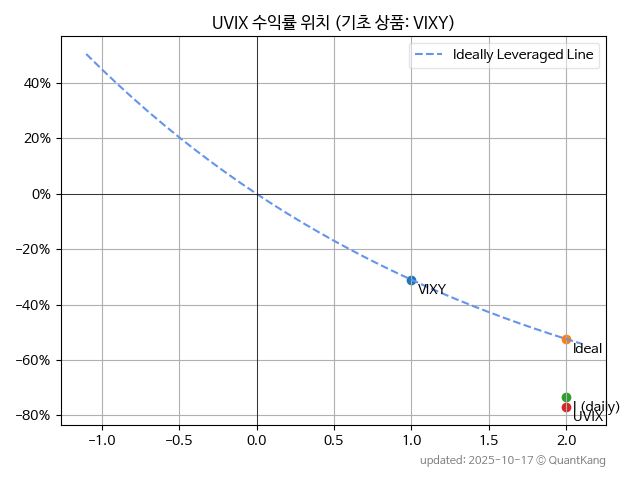 UVIX 수익률 위치 (기초 상품: VIXY)
Ideally Leveraged Line
40%
20%
0%
−20%
−40%
−60%
−80%
VIXY
Ideal
I (daily)
UVIX
−1.0 −0.5 0.0 0.5 1.0 1.5 2.0
updated: 2025-10-17 © QuantKang